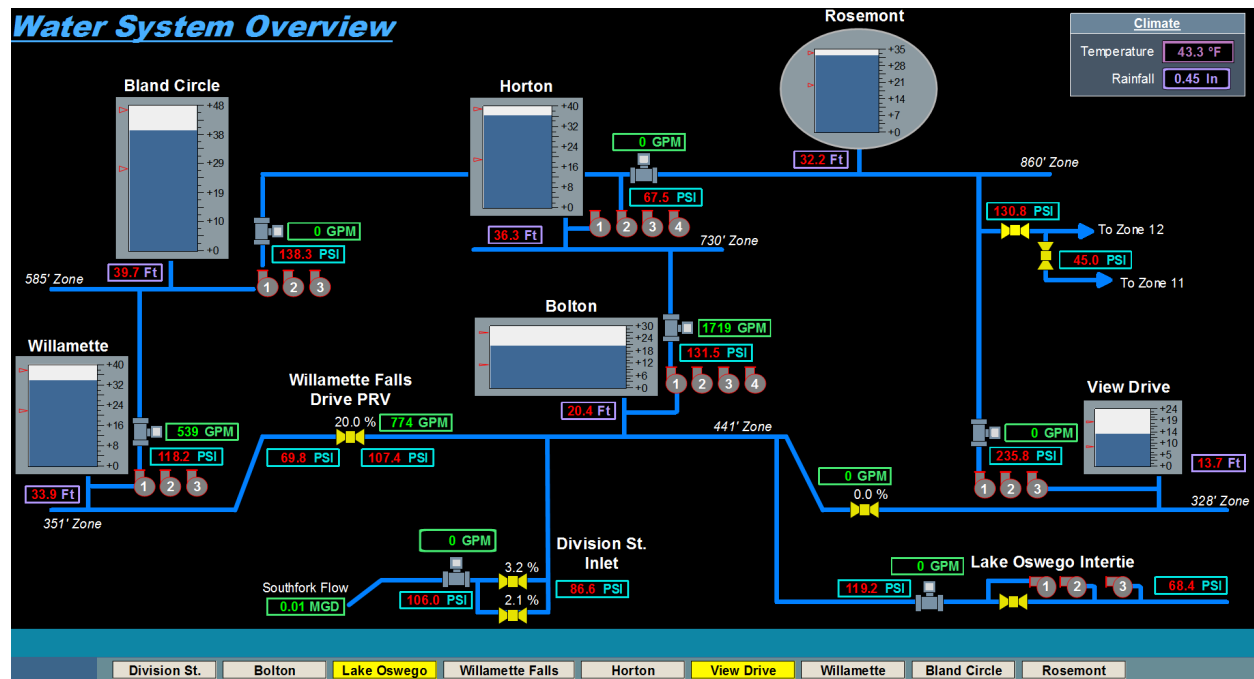 Water System Overview
Rosemont
Climate
Temperature 43.3 °F
Rainfall 0.45 In
+35
+28
+21
+14
+7
+0
32.2 Ft
860' Zone
Bland Circle
+48
+38
+29
+19
+10
+0
39.7 Ft
585' Zone
Horton
+40
+32
+24
+16
+8
+0
36.3 Ft
0 GPM
67.5 PSI
1 2 3 4
730' Zone
0 GPM
138.3 PSI
1 2 3
130.8 PSI
To Zone 12
45.0 PSI
To Zone 11
Bolton
+30
+24
+18
+12
+6
+0
20.4 Ft
1719 GPM
131.5 PSI
1 2 3 4
Willamette
+40
+32
+24
+16
+8
+0
33.9 Ft
539 GPM
118.2 PSI
1 2 3
351' Zone
Willamette Falls
Drive PRV
20.0 % 774 GPM
69.8 PSI 107.4 PSI
441' Zone
View Drive
+24
+19
+14
+10
+5
+0
13.7 Ft
0 GPM
235.8 PSI
1 2 3
328' Zone
0 GPM
0.0 %
0 GPM
Division St.
Inlet
3.2 %
2.1 %
86.6 PSI
106.0 PSI
Southfork Flow
0.01 MGD
0 GPM
Lake Oswego Intertie
119.2 PSI
1 2 3
68.4 PSI
Division St. Bolton Lake Oswego Willamette Falls Horton View Drive Willamette Bland Circle Rosemont